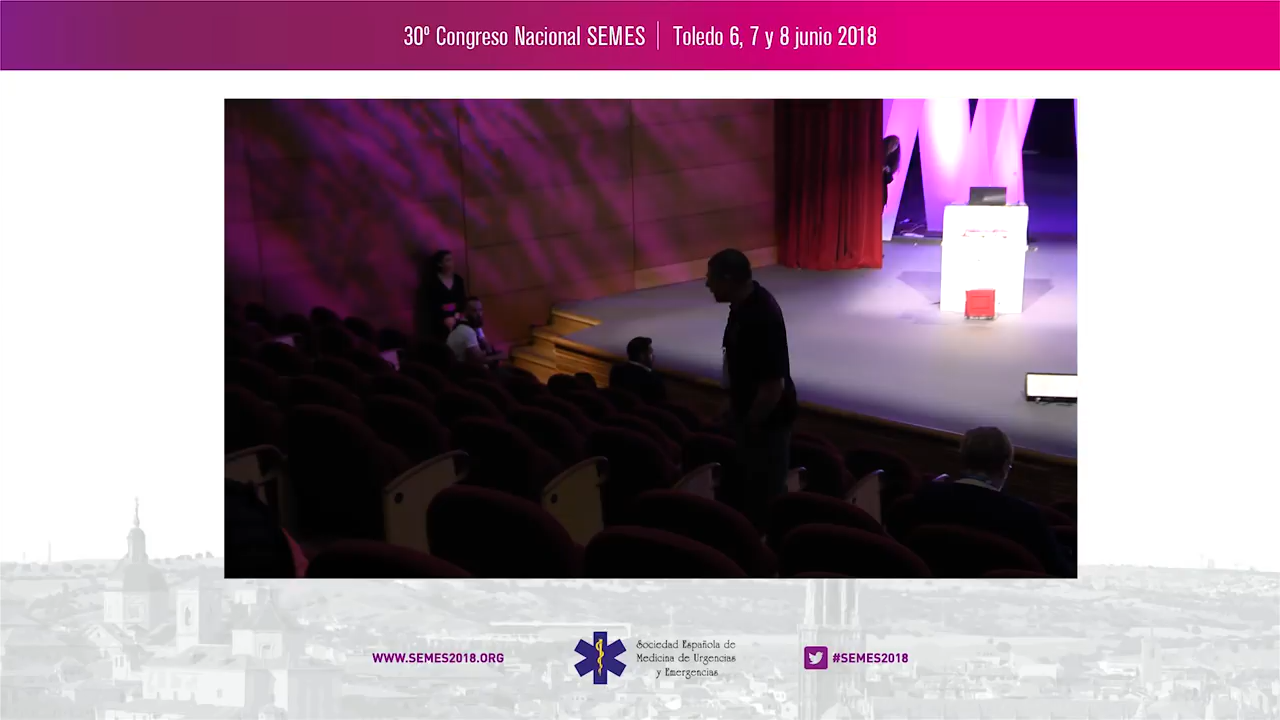 30º Congreso Nacional SEMES | Toledo 6, 7 y 8 junio 2018
WWW.SEMES2018.ORG
Sociedad Española de
Medicina de Urgencias
y Emergencias
#SEMES2018